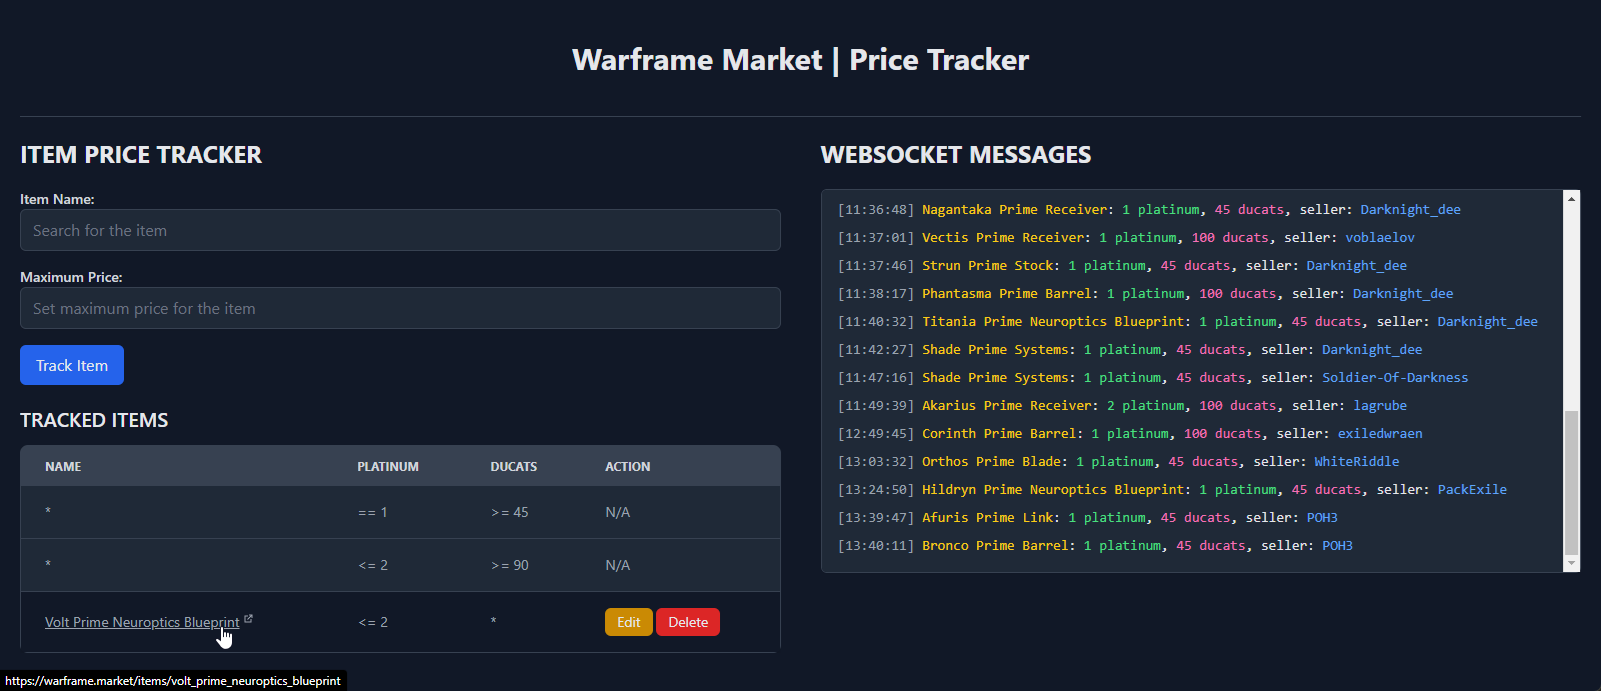 Warframe Market | Price Tracker
ITEM PRICE TRACKER
Item Name:
Search for the item
Maximum Price:
Set maximum price for the item
Track Item
TRACKED ITEMS
NAME PLATINUM DUCATS ACTION
* == 1 >= 45 N/A
* <= 2 >= 90 N/A
Volt Prime Neuroptics Blueprint <= 2 * Edit Delete
WEBSOCKET MESSAGES
[11:36:48] Nagantaka Prime Receiver: 1 platinum, 45 ducats, seller: Darknight_dee
[11:37:01] Vectis Prime Receiver: 1 platinum, 100 ducats, seller: voblaelov
[11:37:46] Strun Prime Stock: 1 platinum, 45 ducats, seller: Darknight_dee
[11:38:17] Phantasma Prime Barrel: 1 platinum, 100 ducats, seller: Darknight_dee
[11:40:32] Titania Prime Neuroptics Blueprint: 1 platinum, 45 ducats, seller: Darknight_dee
[11:42:27] Shade Prime Systems: 1 platinum, 45 ducats, seller: Darknight_dee
[11:47:16] Shade Prime Systems: 1 platinum, 45 ducats, seller: Soldier-Of-Darkness
[11:49:39] Akarius Prime Receiver: 2 platinum, 100 ducats, seller: lagrube
[12:49:45] Corinth Prime Barrel: 1 platinum, 100 ducats, seller: exiledwraen
[13:03:32] Orthos Prime Blade: 1 platinum, 45 ducats, seller: WhiteRiddle
[13:24:50] Hildryn Prime Neuroptics Blueprint: 1 platinum, 45 ducats, seller: PackExile
[13:39:47] Afuris Prime Link: 1 platinum, 45 ducats, seller: POH3
[13:40:11] Bronco Prime Barrel: 1 platinum, 45 ducats, seller: POH3
https://warframe.market/items/volt_prime_neuroptics_blueprint